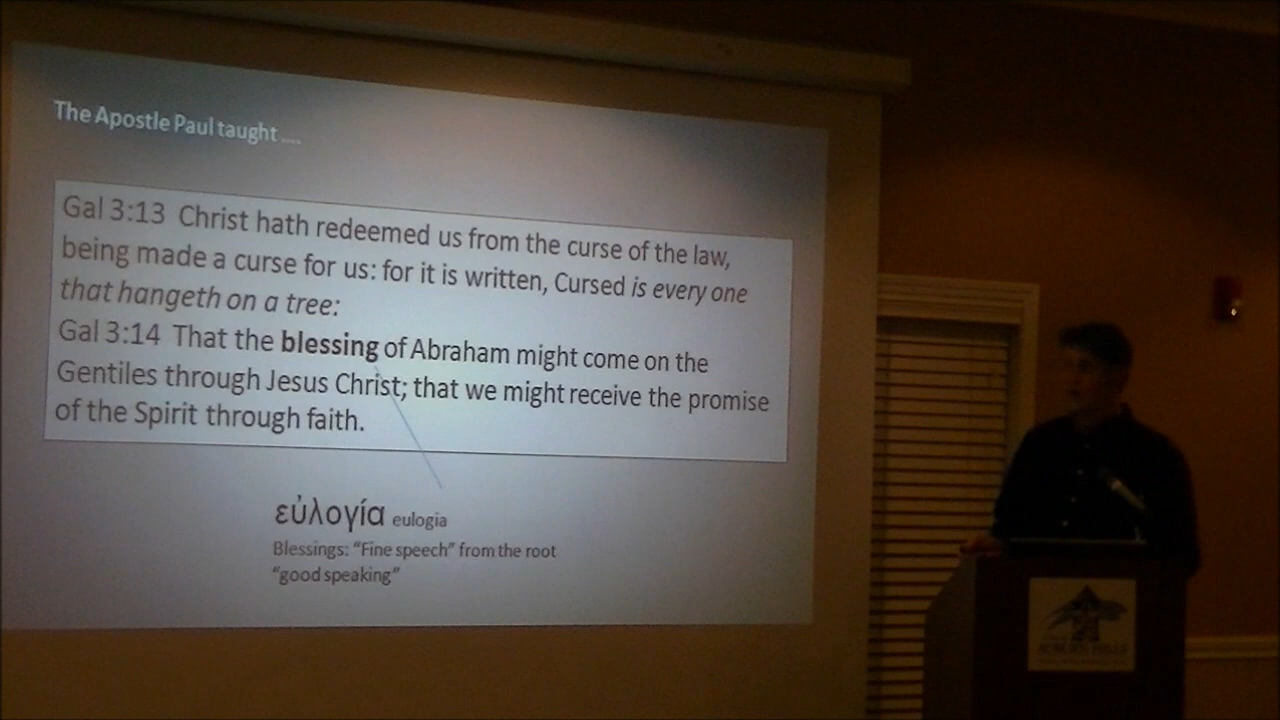 The Apostle Paul taught ....
Gal 3:13 Christ hath redeemed us from the curse of the law,
being made a curse for us: for it is written, Cursed is every one
that hangeth on a tree:
Gal 3:14 That the blessing of Abraham might come on the
Gentiles through Jesus Christ; that we might receive the promise
of the Spirit through faith.
εὐλογία eulogia
Blessings: “Fine speech” from the root
“good speaking”
AUBURN HILLS